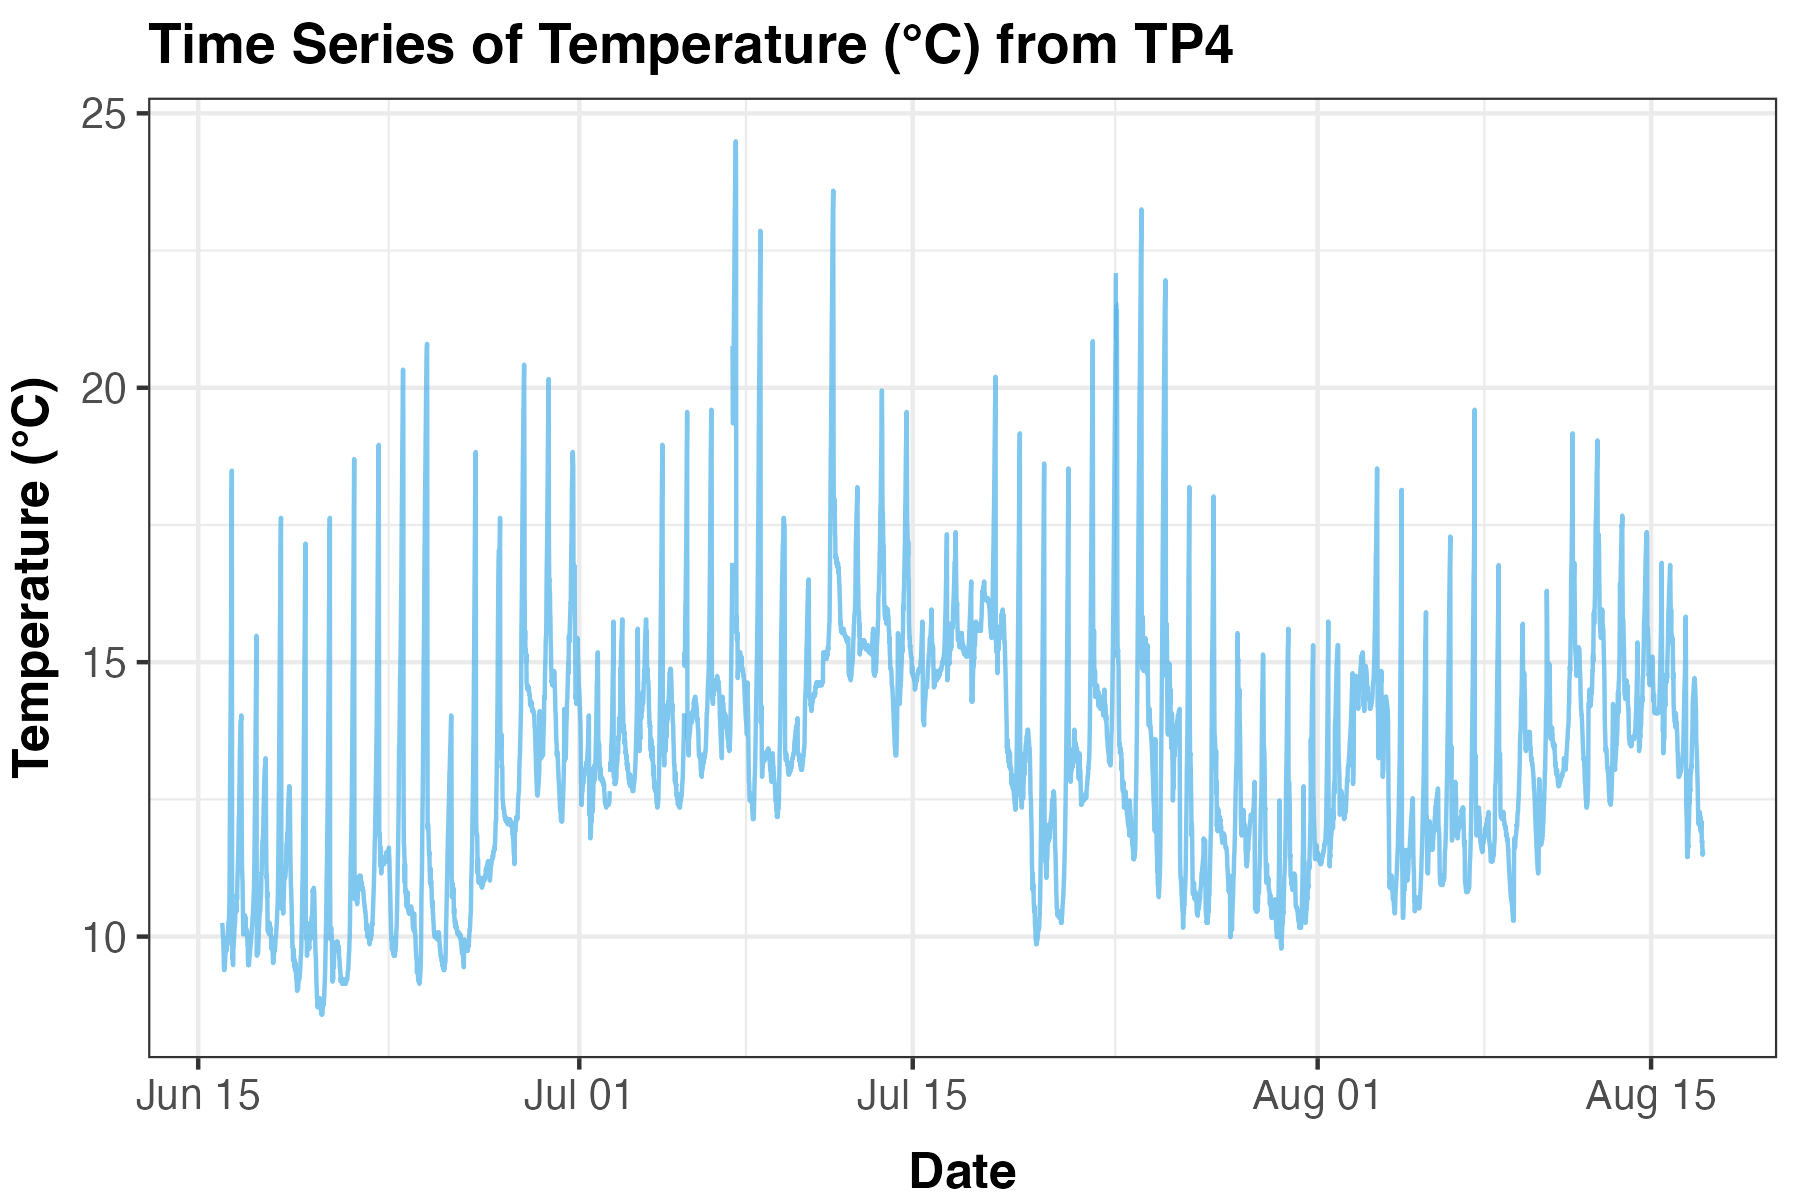 Time Series of Temperature (°C) from TP4
Temperature (°C)
25
20
15
10
Jun 15
Jul 01
Jul 15
Aug 01
Aug 15
Date